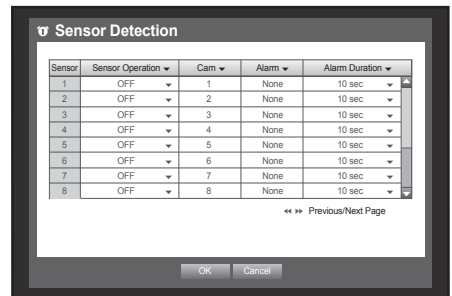 Sensor Detection
Sensor Sensor Operation Cam Alarm Alarm Duration
1 OFF 1 None 10 sec
2 OFF 2 None 10 sec
3 OFF 3 None 10 sec
4 OFF 4 None 10 sec
5 OFF 5 None 10 sec
6 OFF 6 None 10 sec
7 OFF 7 None 10 sec
8 OFF 8 None 10 sec
Previous/Next Page
OK Cancel